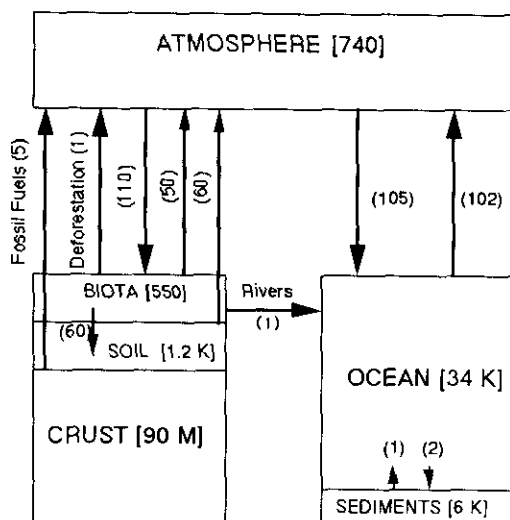 ATMOSPHERE [740]
Fossil Fuels (5)
Deforestation (1)
(110)
(50)
(60)
(105)
(102)
BIOTA [550]
Rivers
(1)
(60)
SOIL [1.2 K]
OCEAN [34 K]
CRUST [90 M]
(1)
(2)
SEDIMENTS [6 K]